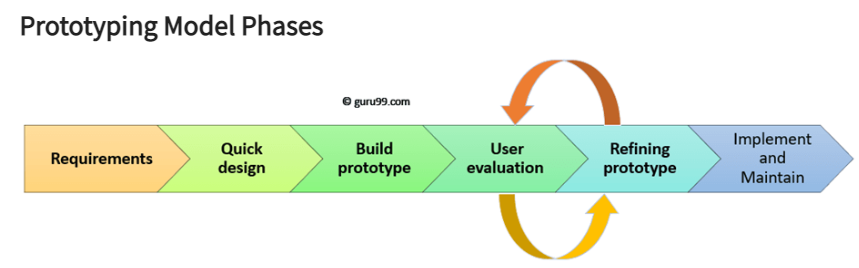 Prototyping Model Phases
© guru99.com
Requirements
Quick
design
Build
prototype
User
evaluation
Refining
prototype
Implement
and
Maintain